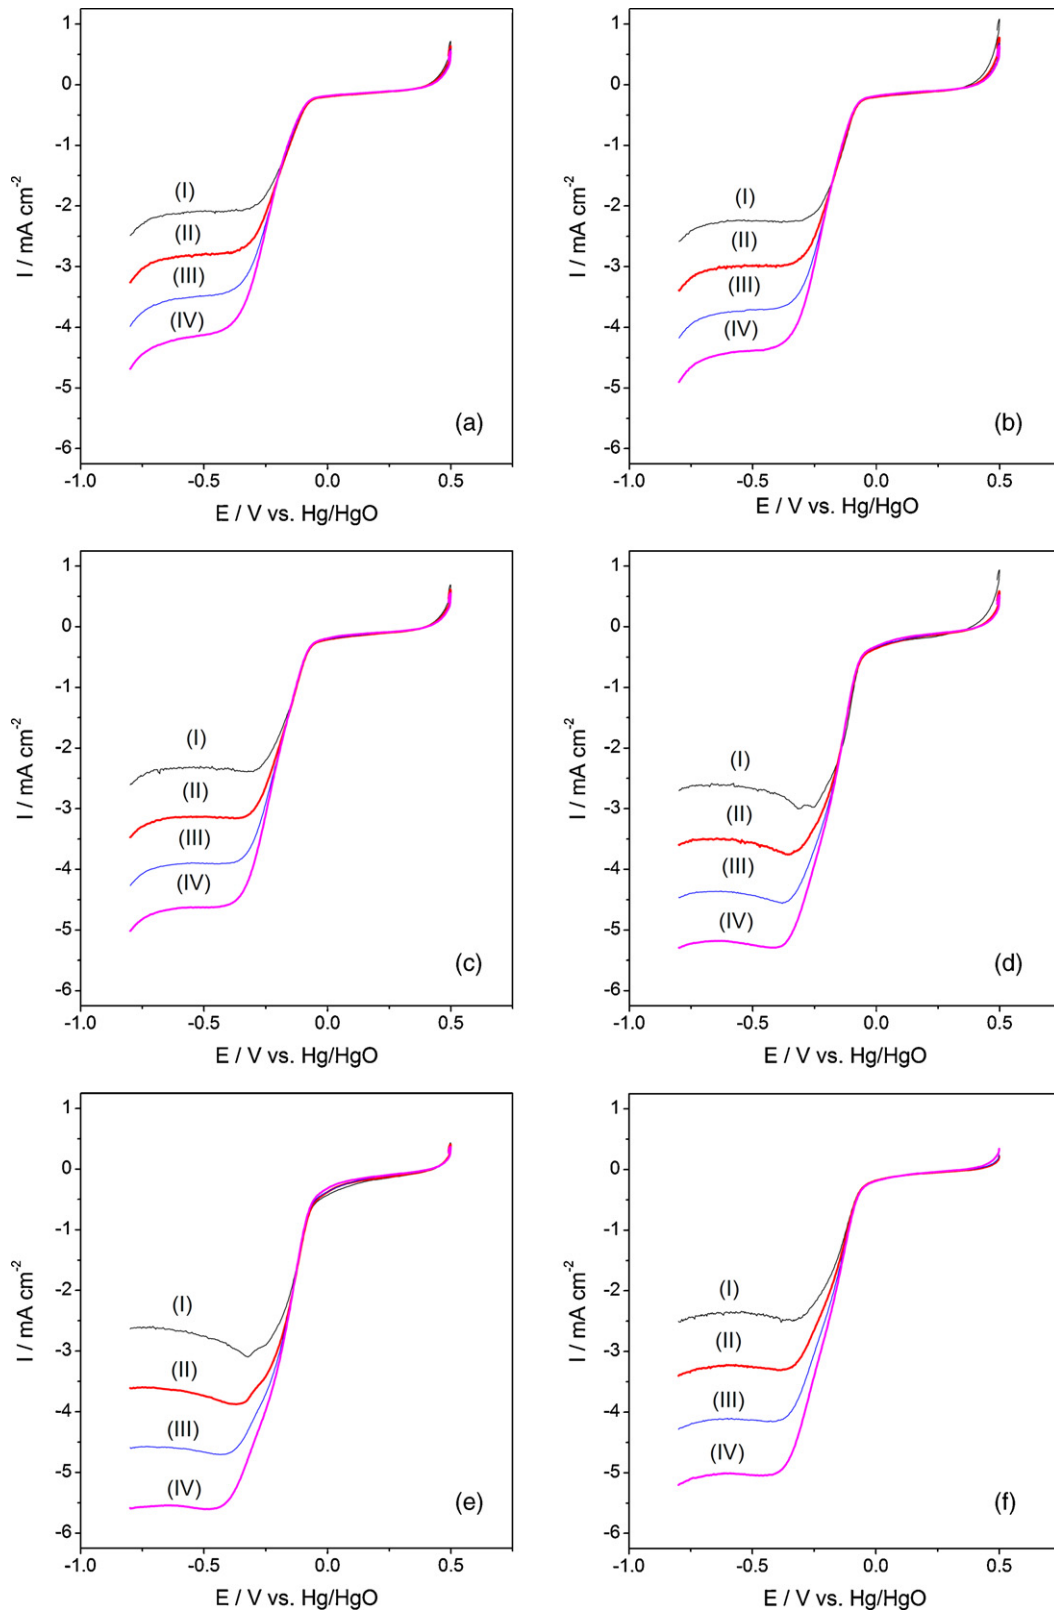 1
0
-1
-2
-3
-4
-5
-6
I / mA cm⁻²
(I)
(II)
(III)
(IV)
(a)
-1.0 -0.5 0.0 0.5
E / V vs. Hg/HgO
1
0
-1
-2
-3
-4
-5
-6
I / mA cm⁻²
(I)
(II)
(III)
(IV)
(b)
-1.0 -0.5 0.0 0.5
E / V vs. Hg/HgO
1
0
-1
-2
-3
-4
-5
-6
I / mA cm⁻²
(I)
(II)
(III)
(IV)
(c)
-1.0 -0.5 0.0 0.5
E / V vs. Hg/HgO
1
0
-1
-2
-3
-4
-5
-6
I / mA cm⁻²
(I)
(II)
(III)
(IV)
(d)
-1.0 -0.5 0.0 0.5
E / V vs. Hg/HgO
1
0
-1
-2
-3
-4
-5
-6
I / mA cm⁻²
(I)
(II)
(III)
(IV)
(e)
-1.0 -0.5 0.0 0.5
E / V vs. Hg/HgO
1
0
-1
-2
-3
-4
-5
-6
I / mA cm⁻²
(I)
(II)
(III)
(IV)
(f)
-1.0 -0.5 0.0 0.5
E / V vs. Hg/HgO